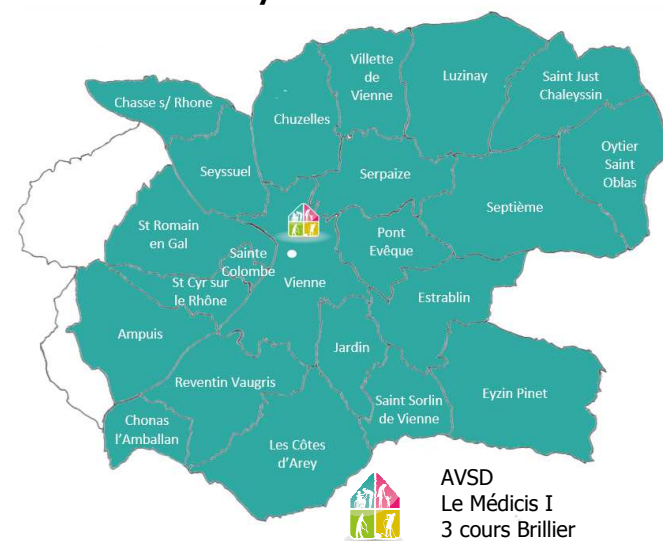 Villette
de
Vienne
Luzinay
Saint Just
Chaleyssin
Chasse s/ Rhone
Chuzelles
Oytier
Saint
Oblas
Seyssuel
Serpaize
Septième
St Romain
en Gal
Pont
Evêque
Sainte
Colombe
Vienne
St Cyr sur
le Rhône
Estrablin
Ampuis
Jardin
Reventin Vaugris
Saint Sorlin
de Vienne
Eyzin Pinet
Chonas
l'Amballan
Les Côtes
d'Arey
AVSD
Le Médicis I
3 cours Brillier